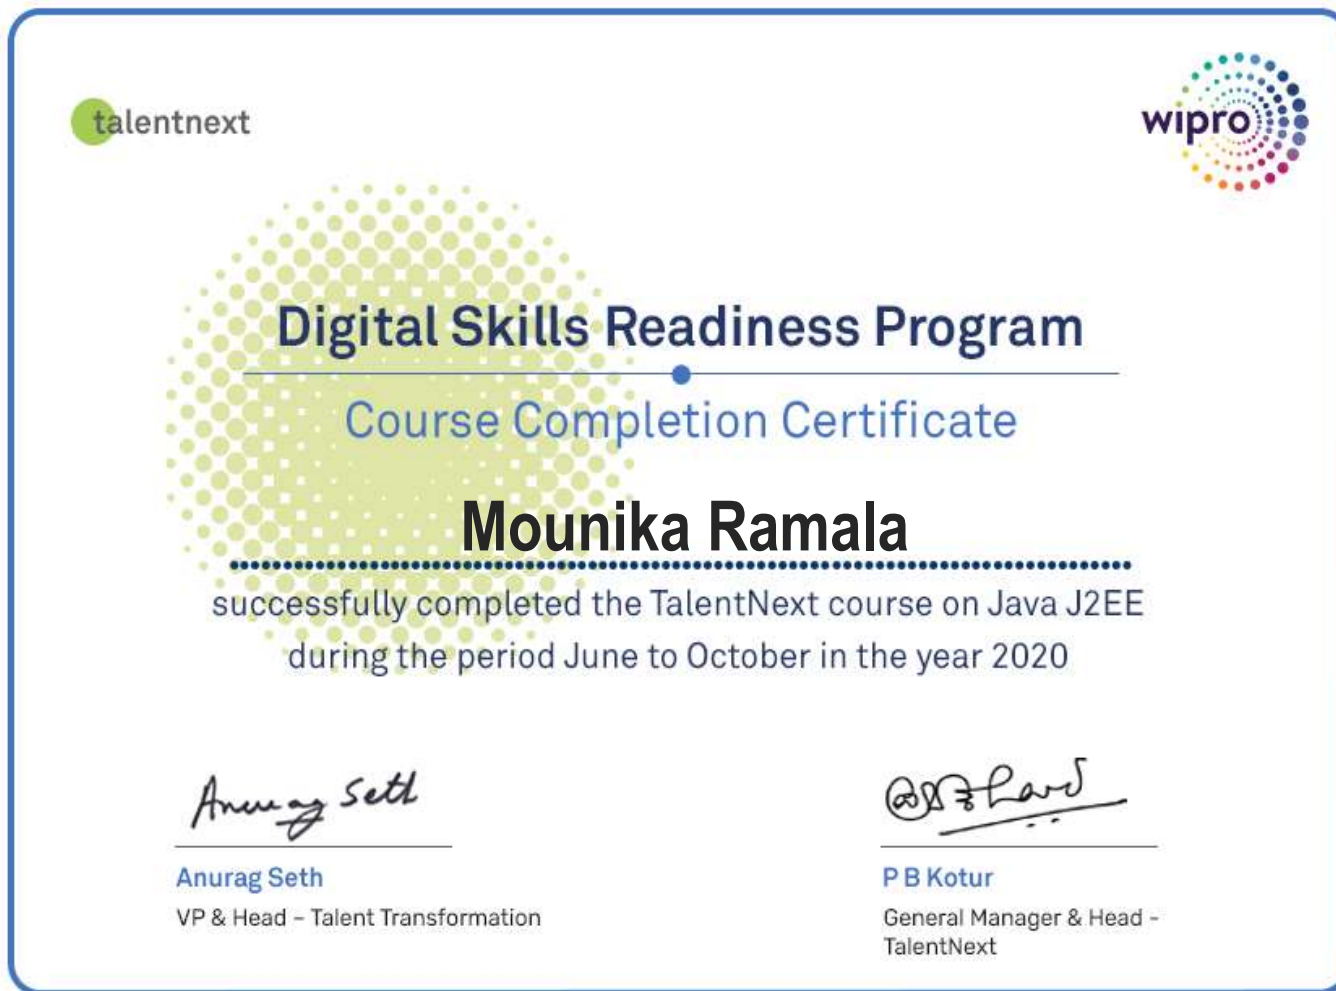 talentnext
wipro
Digital Skills Readiness Program
Course Completion Certificate
Mounika Ramala
successfully completed the TalentNext course on Java J2EE
during the period June to October in the year 2020
Anurag Seth
Anurag Seth
VP & Head – Talent Transformation
P B Kotur
General Manager & Head -
TalentNext